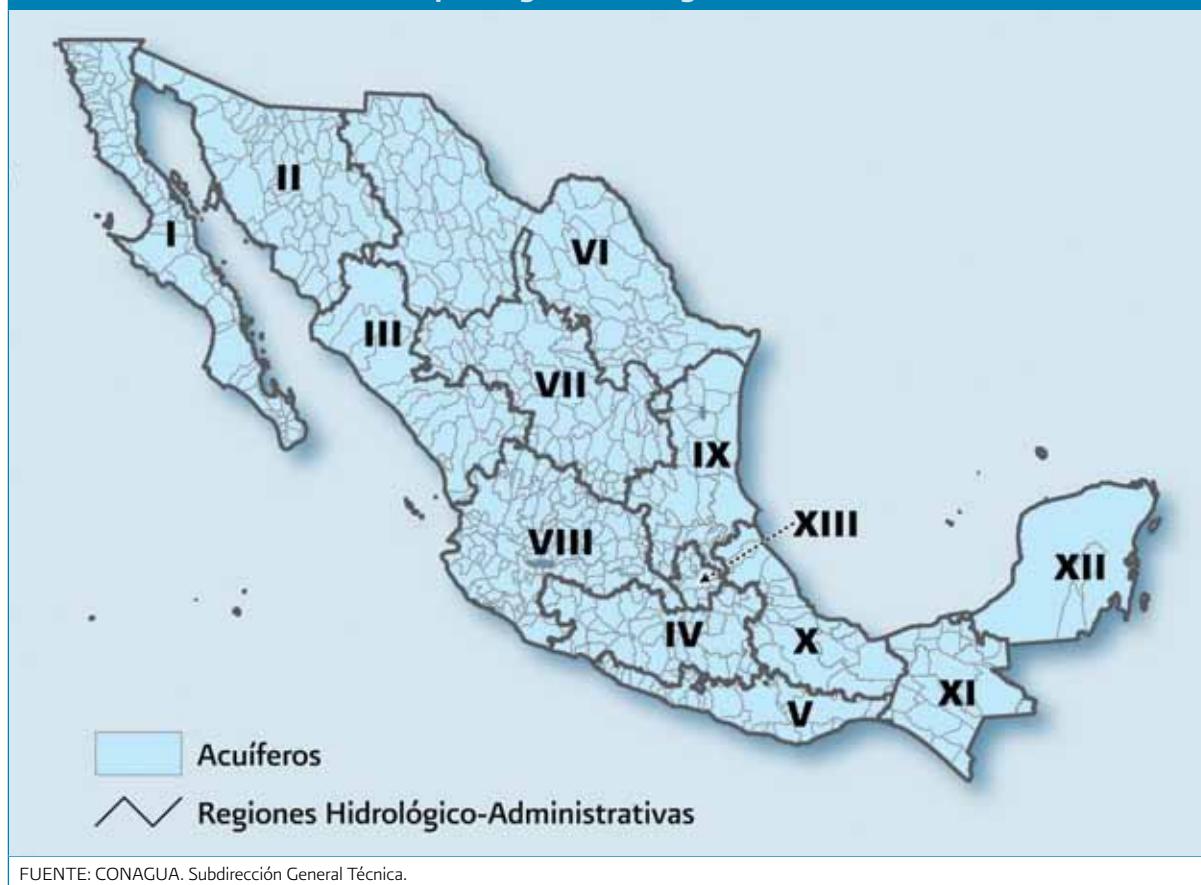 II
I
VI
III
VII
IX
XIII
VIII
XII
IV
X
XI
V
Acuíferos
Regiones Hidrológico-Administrativas
FUENTE: CONAGUA. Subdirección General Técnica.